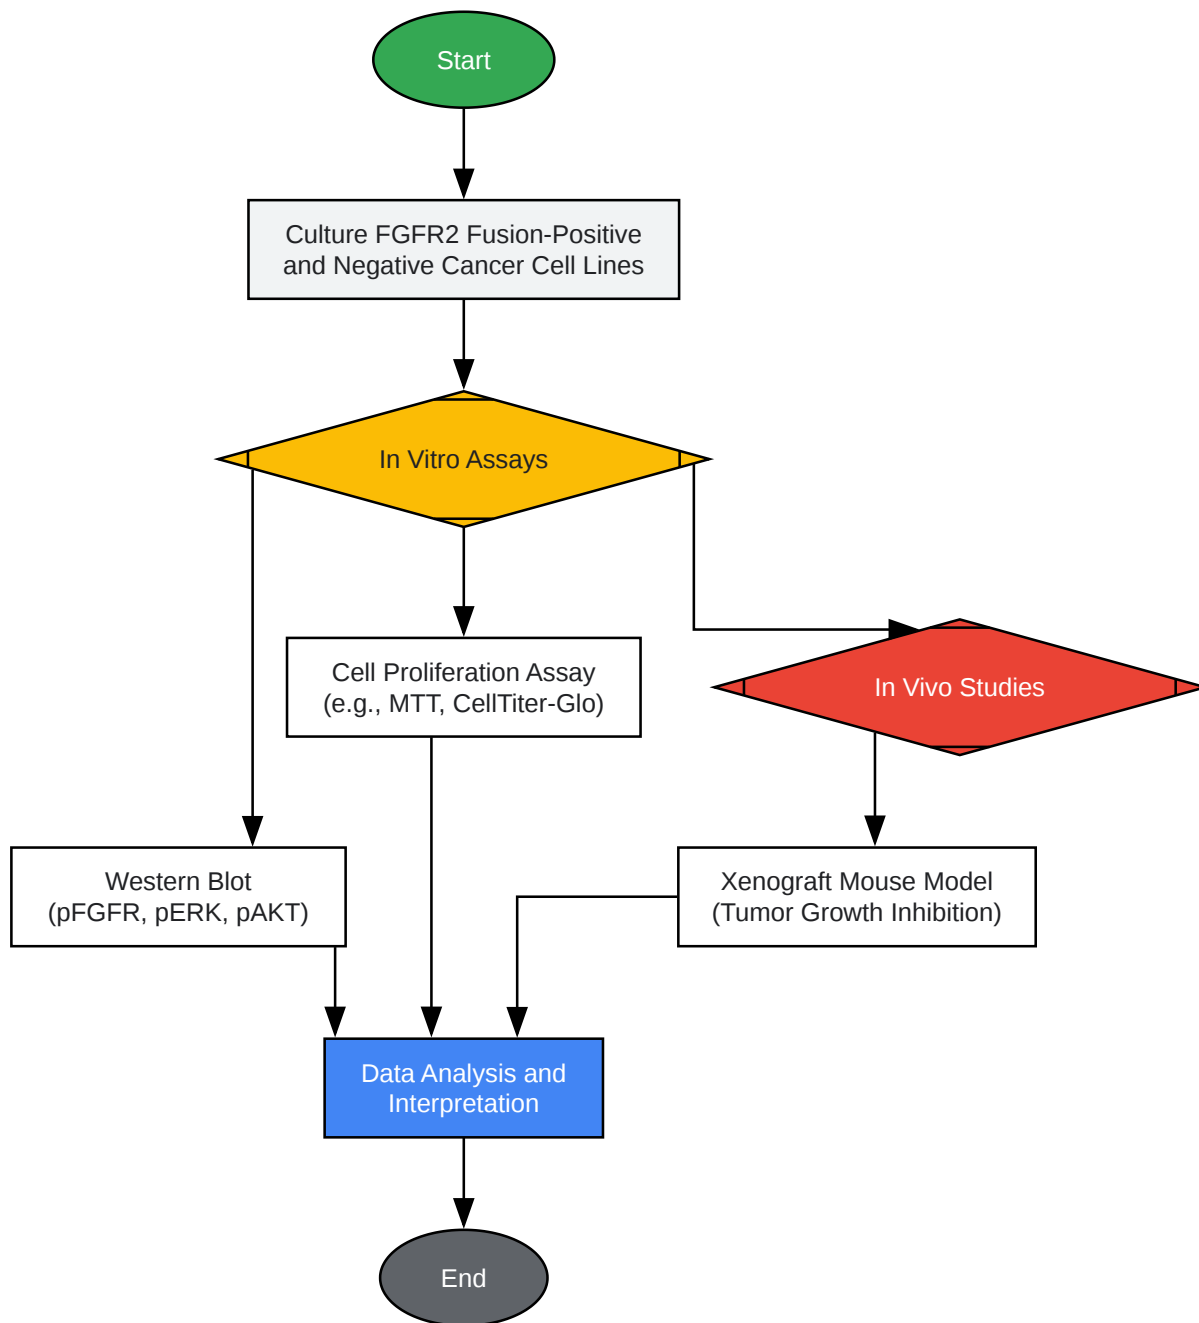 Start
Culture FGFR2 Fusion-Positive
and Negative Cancer Cell Lines
In Vitro Assays
Cell Proliferation Assay
(e.g., MTT, CellTiter-Glo)
In Vivo Studies
Western Blot
(pFGFR, pERK, pAKT)
Xenograft Mouse Model
(Tumor Growth Inhibition)
Data Analysis and
Interpretation
End